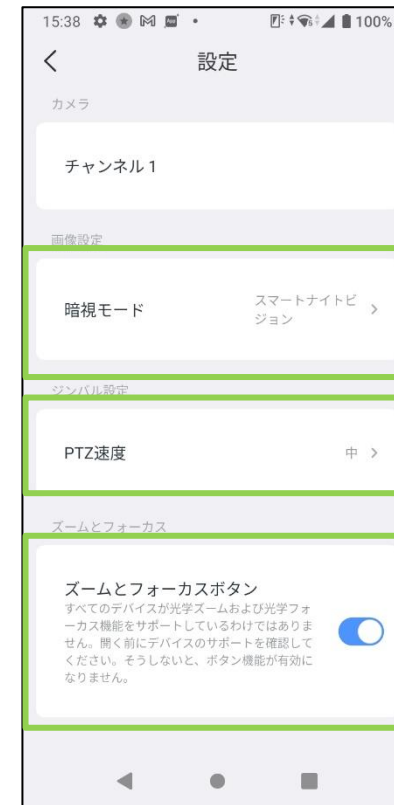 15:38 100%
設定
カメラ
チャンネル 1
画像設定
暗視モード
スマートナイトビ
ジョン
ジンバル設定
PTZ速度
中
ズームとフォーカス
ズームとフォーカスボタン
すべてのデバイスが光学ズームおよび光学フォ
ーカス機能をサポートしているわけではありま
せん。開く前にデバイスのサポートを確認して
ください。そうしないと、ボタン機能が有効に
なりません。